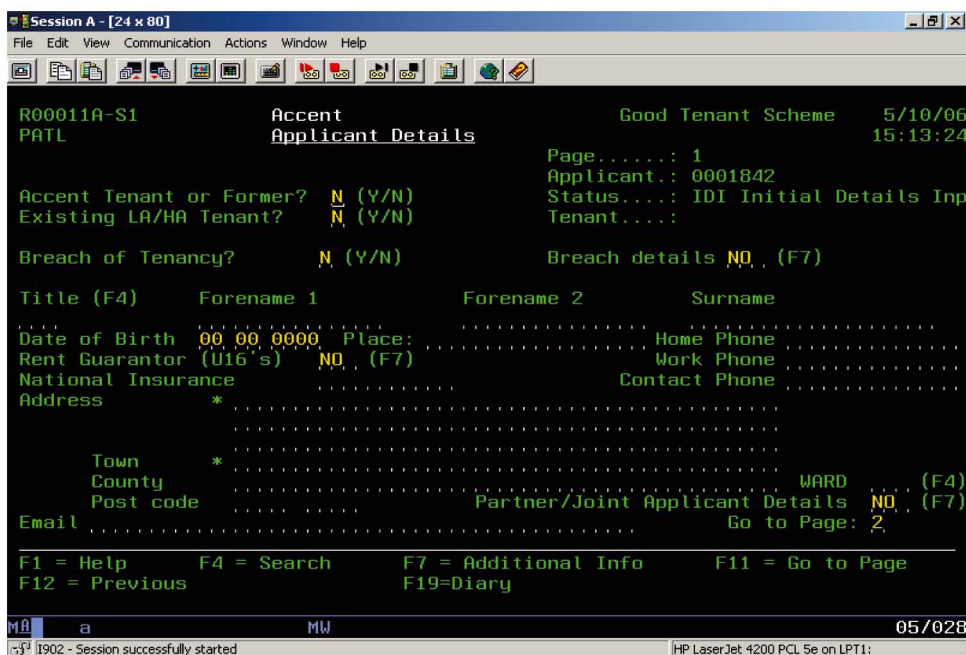 Session A - [24 x 80]
File Edit View Communication Actions Window Help
R00011A-S1 Accent Good Tenant Scheme 5/10/06
PATL Applicant Details 15:13:24
Page......: 1
Applicant.: 0001842
Accent Tenant or Former? N (Y/N) Status....: IDI Initial Details Inp
Existing LA/HA Tenant? N (Y/N) Tenant....:
Breach of Tenancy? N (Y/N) Breach details NO (F7)
Title (F4) Forename 1 Forename 2 Surname
Date of Birth 00 00 0000 Place: Home Phone
Rent Guarantor (U16's) NO (F7) Work Phone
National Insurance Contact Phone
Address *
Town *
County WARD (F4)
Post code Partner/Joint Applicant Details NO (F7)
Email Go to Page: 2
F1 = Help F4 = Search F7 = Additional Info F11 = Go to Page
F12 = Previous F19=Diary
MA a MW 05/028
I902 - Session successfully started HP LaserJet 4200 PCL 5e on LPT1: